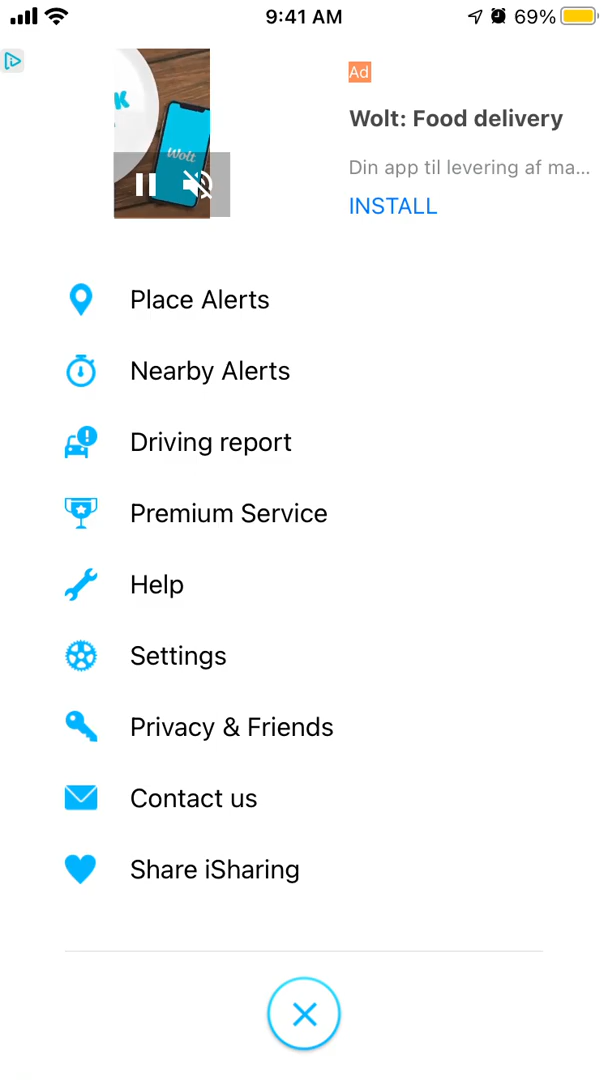 9:41 AM
69%
K
Wolt
Ad
Wolt: Food delivery
Din app til levering af ma...
INSTALL
Place Alerts
Nearby Alerts
Driving report
Premium Service
Help
Settings
Privacy & Friends
Contact us
Share iSharing